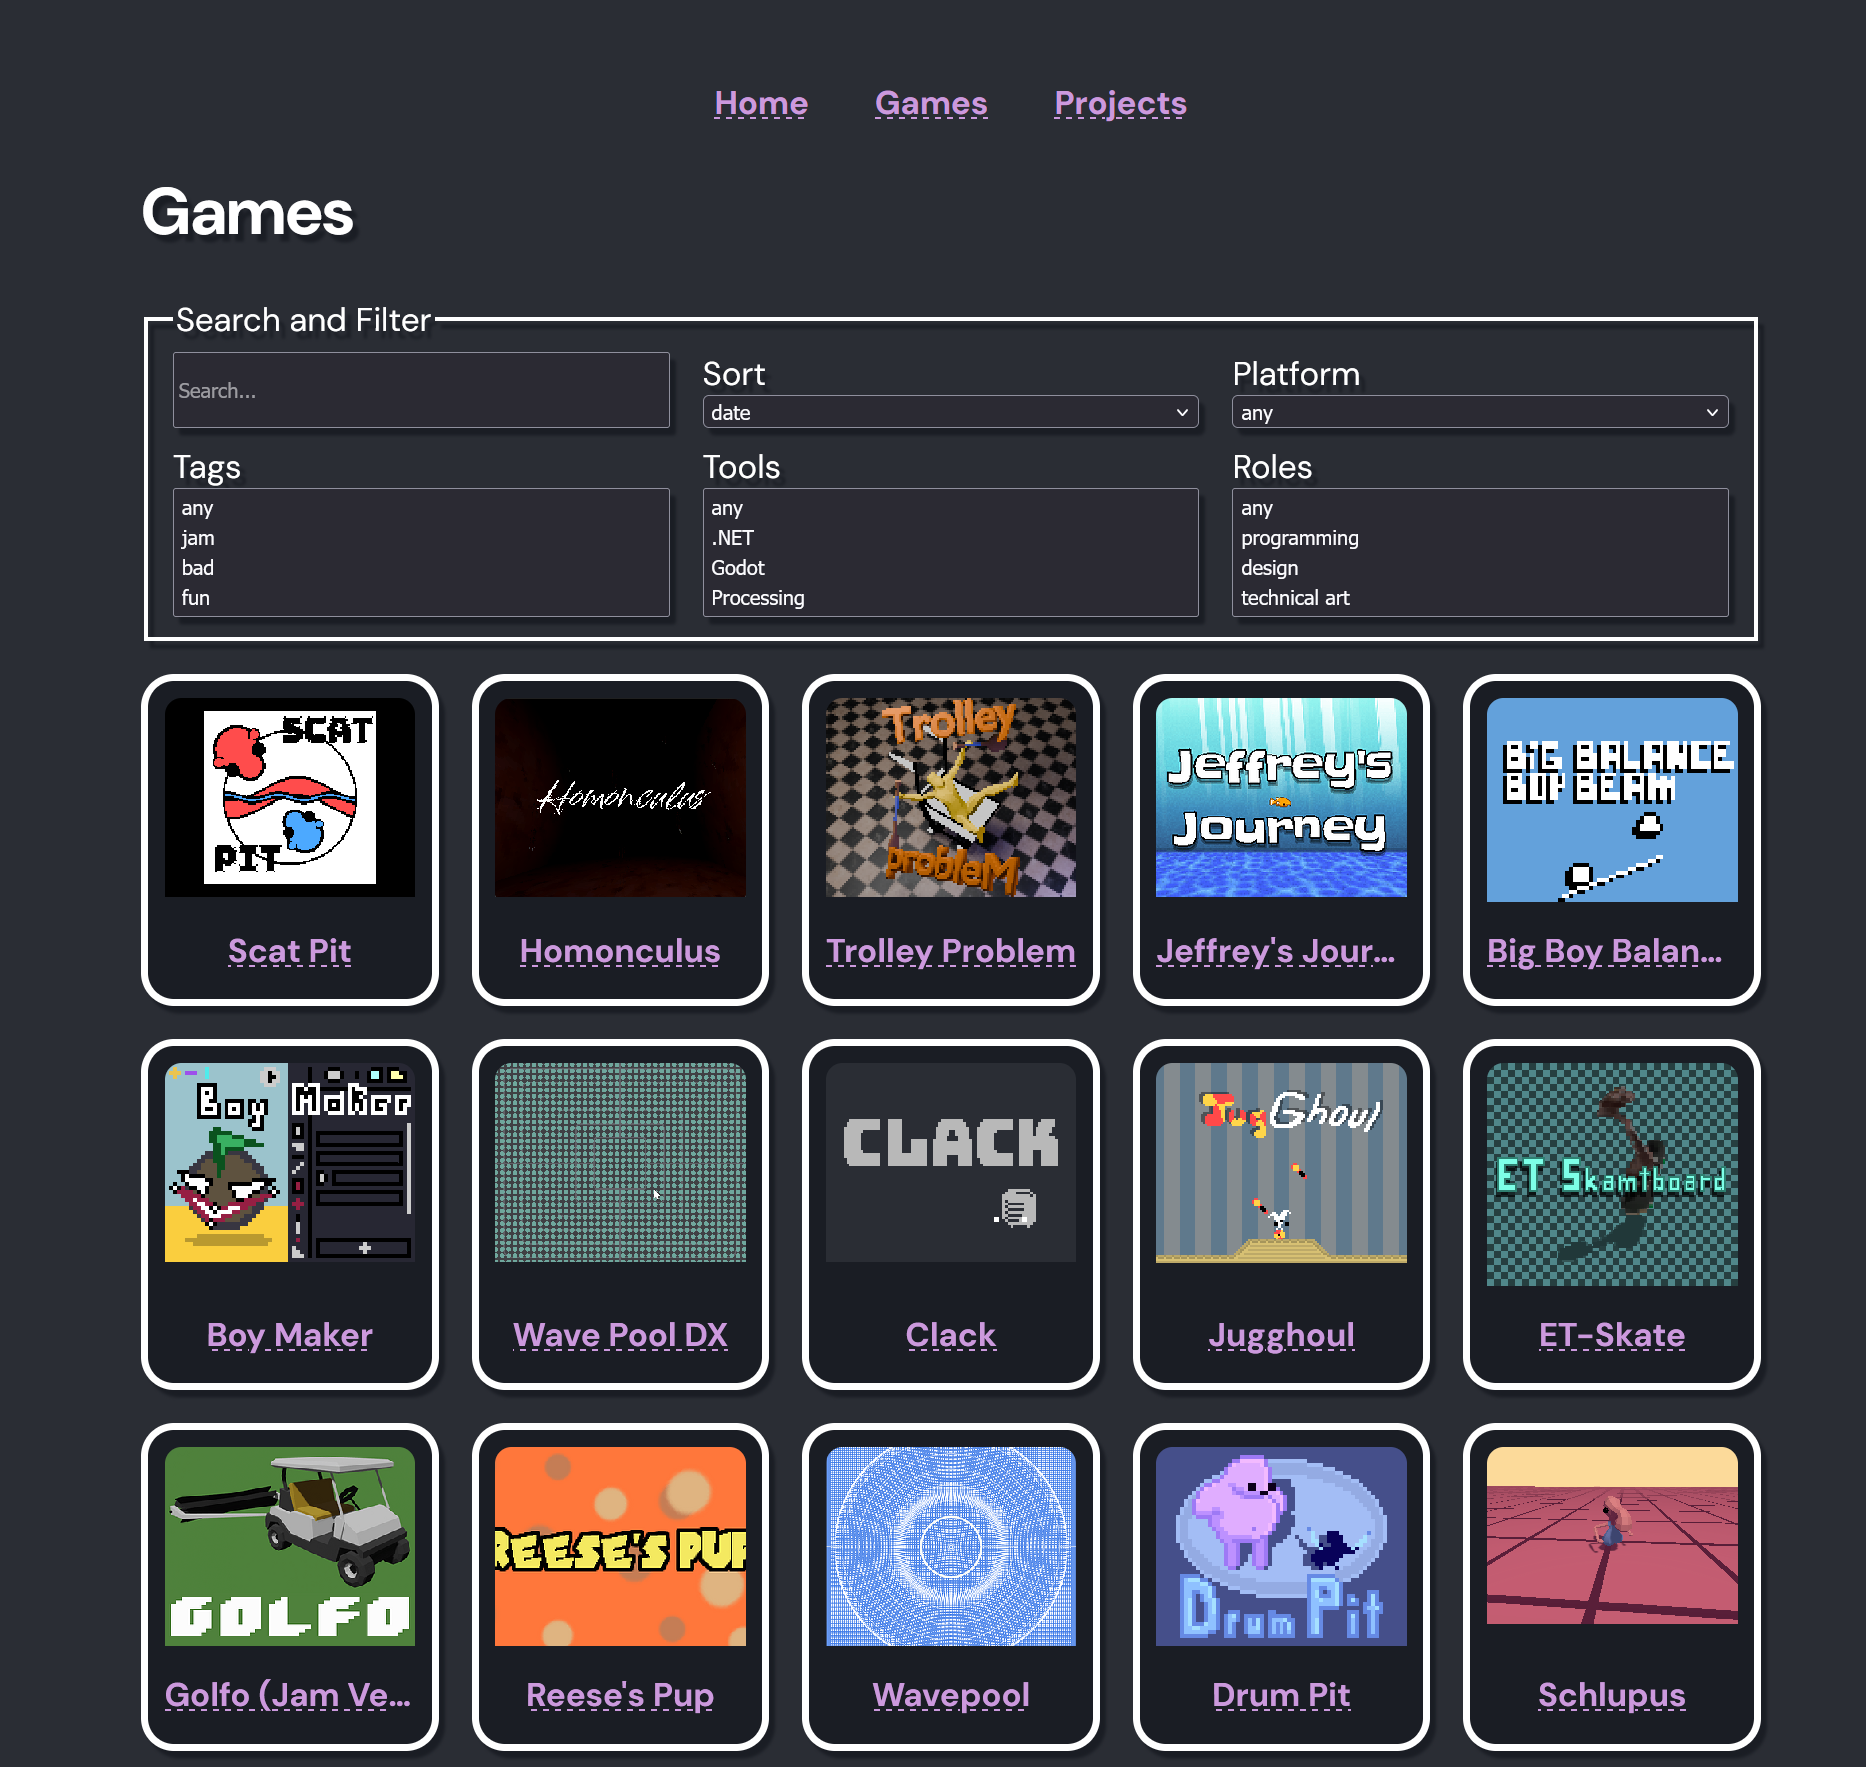 Home Games Projects
Games
Search and Filter
Search...
Sort
date
Platform
any
Tags
any
jam
bad
fun
Tools
any
.NET
Godot
Processing
Roles
any
programming
design
technical art
SCAT
PIT
Scat Pit
Homonculus
Homonculus
Trolley
problem
Trolley Problem
Jeffrey's
Journey
Jeffrey's Jour...
BIG BALANCE
BOY BEAM
Big Boy Balan...
Boy Maker
Boy Maker
Wave Pool DX
CLACK
Clack
JugGhoul
Jugghoul
ET Skamtboard
ET-Skate
GOLFO
Golfo (Jam Ve...
REESE'S PUP
Reese's Pup
Wavepool
Drum Pit
Drum Pit
Schlupus